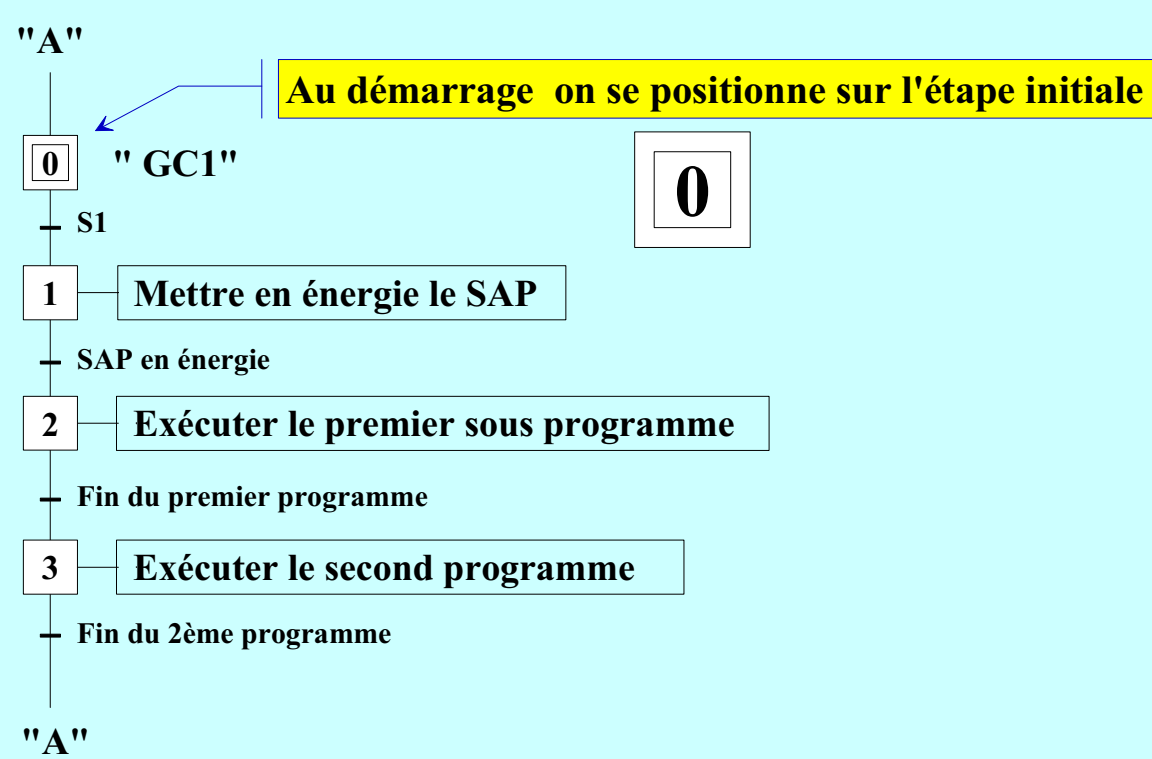 "A"
Au démarrage  on se positionne sur l'étape initiale
0
" GC1"
0
S1
1
Mettre en énergie le SAP
SAP en énergie
2
Exécuter le premier sous programme
Fin du premier programme
3
Exécuter le second programme
Fin du 2ème programme
"A"